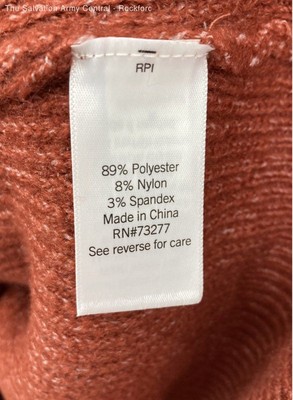 The Salvation Army Central - Rockforc
RPI
89% Polyester
8% Nylon
3% Spandex
Made in China
RN#73277
See reverse for care